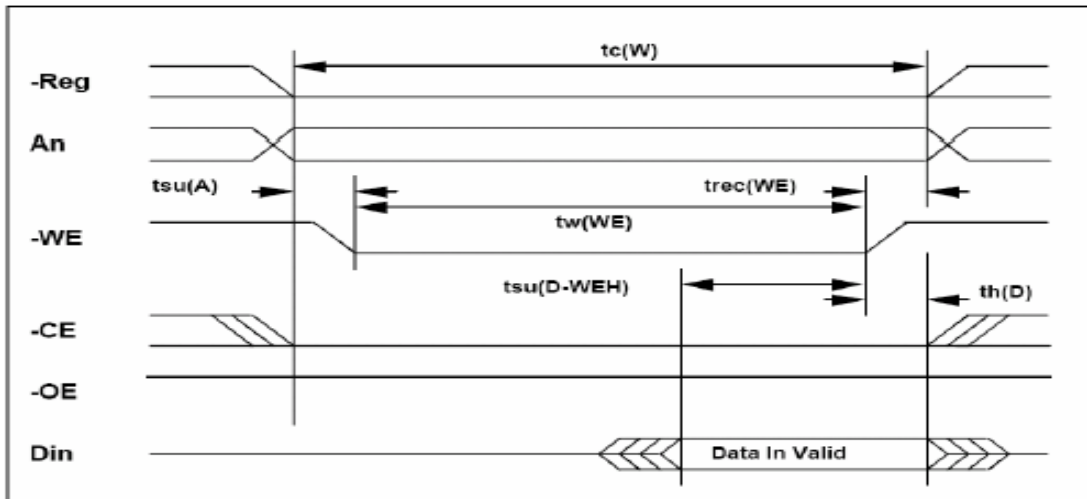 tc(W)
-Reg
An
tsu(A)
trec(WE)
tw(WE)
-WE
tsu(D-WEH)
th(D)
-CE
-OE
Din
Data In Valid